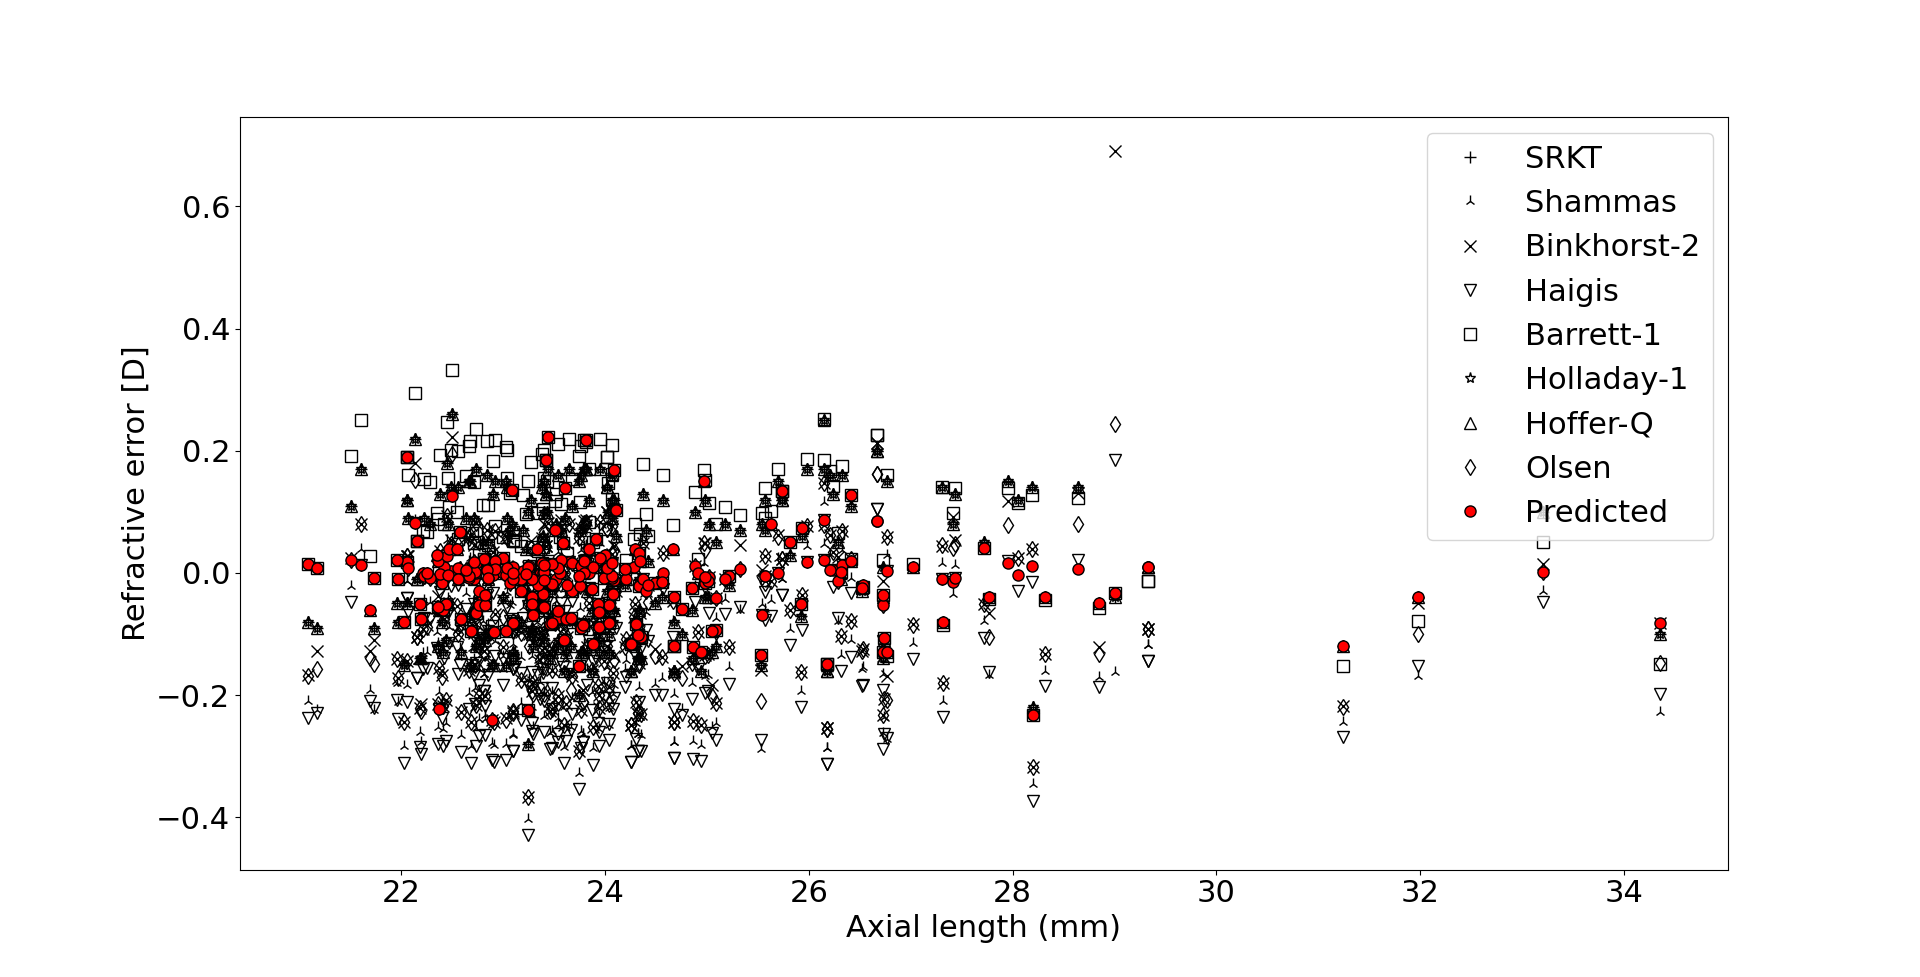 Refractive error [D]
0.6
0.4
0.2
0.0
−0.2
−0.4
22
24
26
28
30
32
34
Axial length (mm)
SRKT
Shammas
Binkhorst-2
Haigis
Barrett-1
Holladay-1
Hoffer-Q
Olsen
Predicted